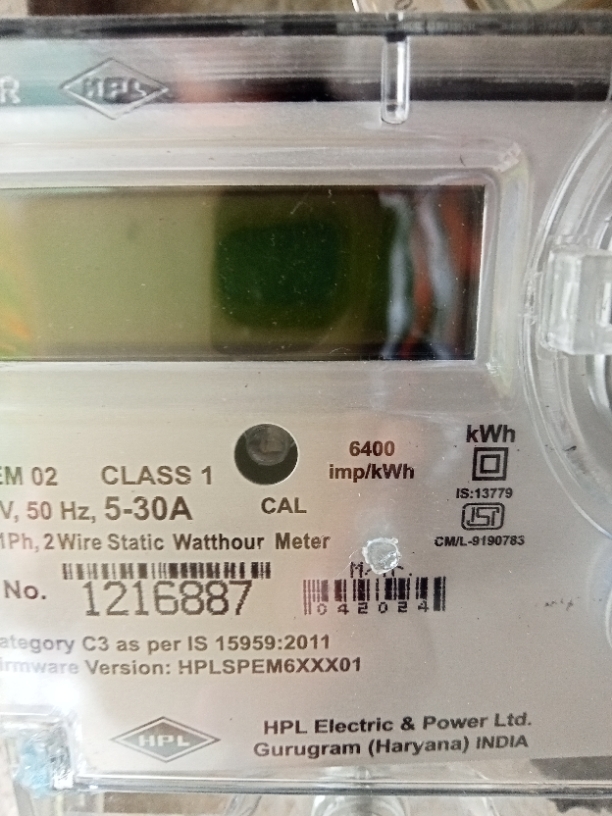 R HPL
EM 02 CLASS 1
6400
imp/kWh
kWh
V, 50 Hz, 5-30A CAL
IS:13779
ISI
CM/L-9190783
1Ph, 2 Wire Static Watthour Meter
No. 1216887
042024
ategory C3 as per IS 15959:2011
irmware Version: HPLSPEM6XXX01
HPL
HPL Electric & Power Ltd.
Gurugram (Haryana) INDIA